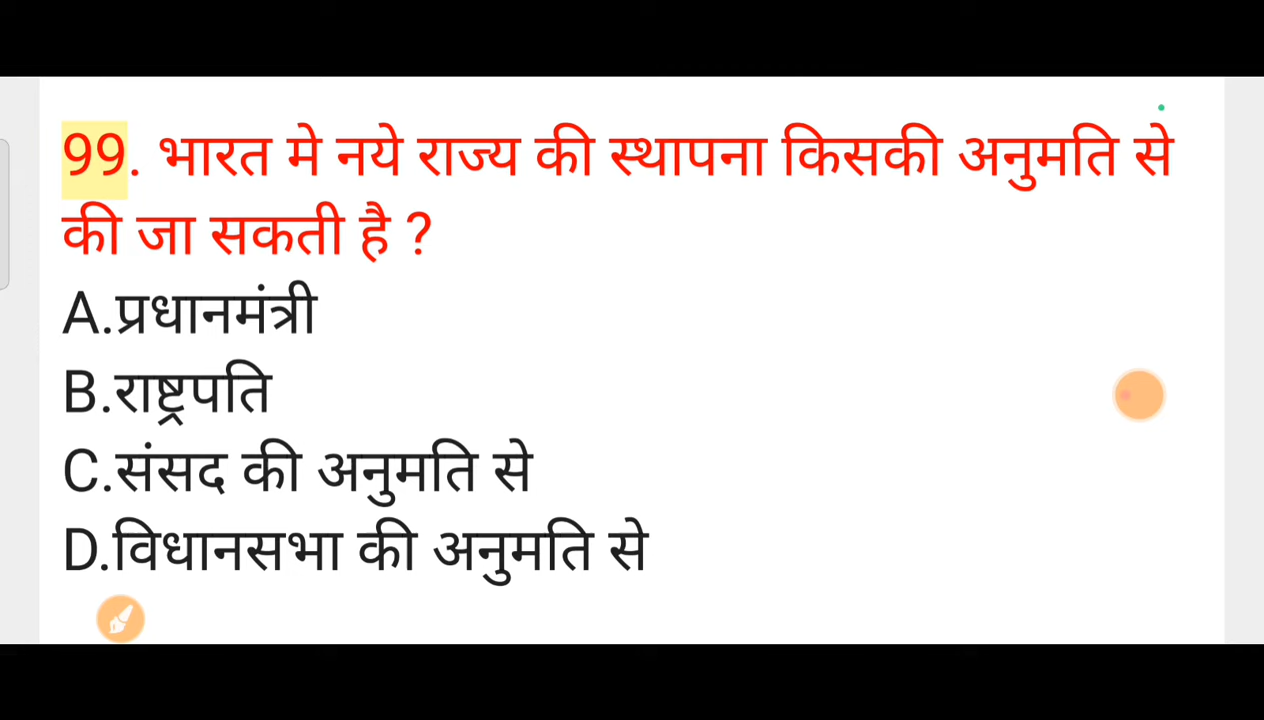 99. भारत मे नये राज्य की स्थापना किसकी अनुमति से
की जा सकती है ?
A.प्रधानमंत्री
B.राष्ट्रपति
C.संसद की अनुमति से
D.विधानसभा की अनुमति से